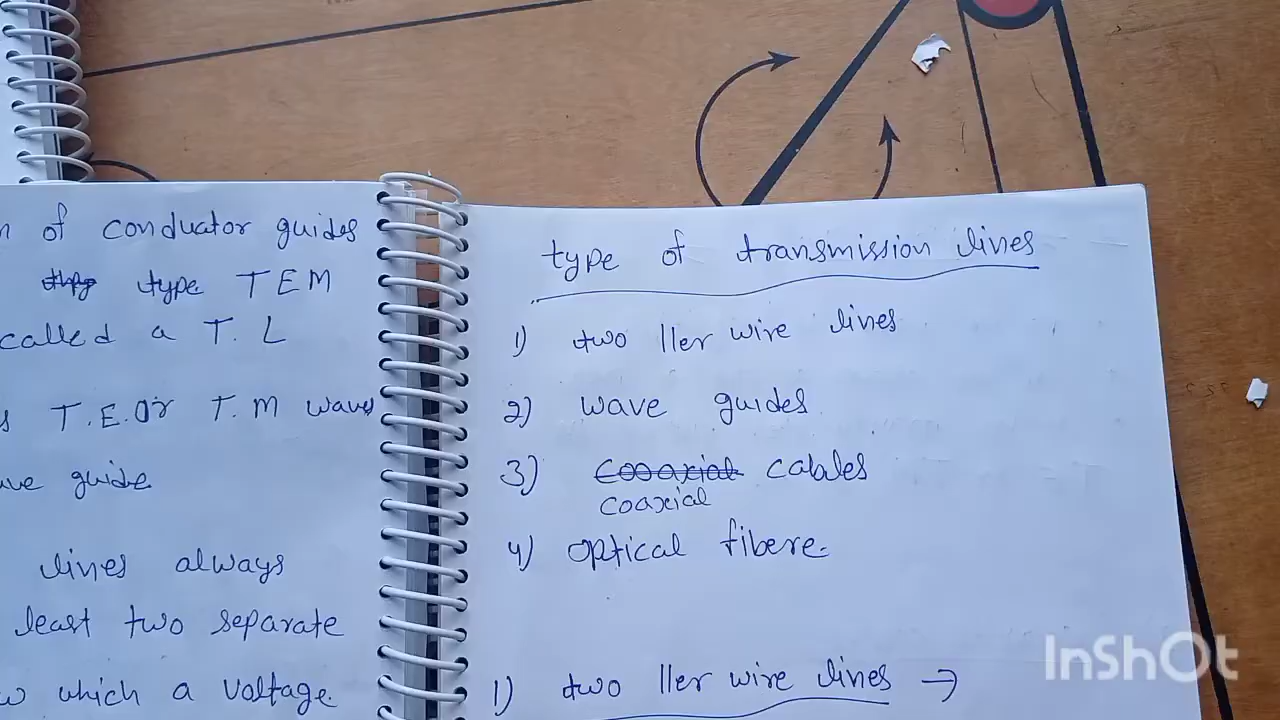 of conductor guides
type TEM
called a T. L
T.E. or T.M waves
guide
lines always
least two separate
which a voltage
type of transmission lines
1) two ller wire lines
2) wave guides
3) cooaxial cables
coaxial
4) optical fibere.
1) two ller wire lines →
InShOt